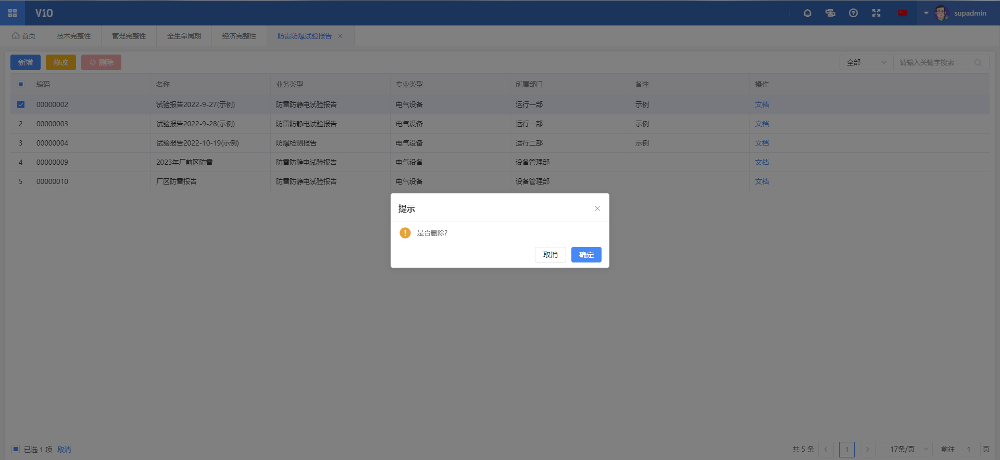 V10
supadmin
首页 技术完整性 管理完整性 全生命周期 经济完整性 防雷防爆试验报告
新增 修改 删除 全部 请输入关键字搜索
编码 名称 业务类型 专业类型 所属部门 备注 操作
00000002 试验报告2022-9-27(示例) 防雷防静电试验报告 电气设备 运行一部 示例 文档
2 00000003 试验报告2022-9-28(示例) 防雷防静电试验报告 电气设备 运行一部 示例 文档
3 00000004 试验报告2022-10-19(示例) 防爆检测报告 电气设备 运行二部 示例 文档
4 00000009 2023年厂前区防雷 防雷防静电试验报告 电气设备 设备管理部 文档
5 00000010 厂区防雷报告 防雷防静电试验报告 电气设备 设备管理部 文档
提示
是否删除?
取消 确定
已选 1 项 取消 共 5 条 1 17条/页 前往 1 页